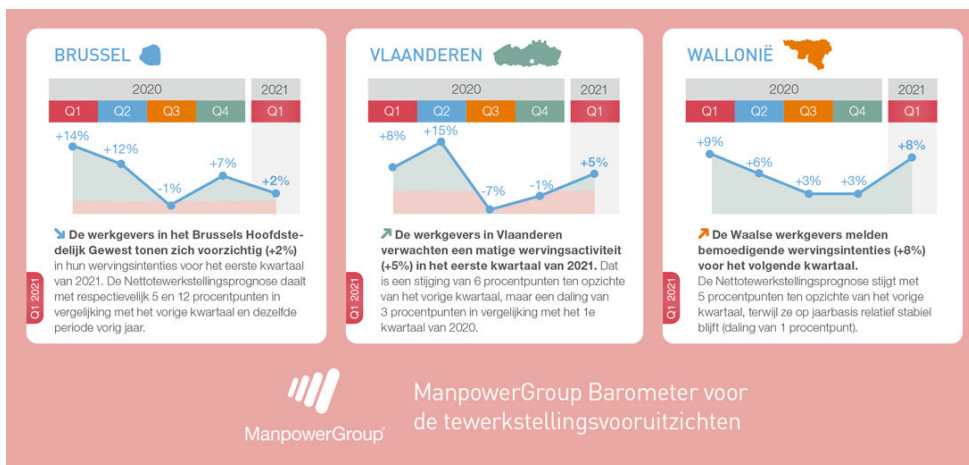 BRUSSEL
2020
2021
Q1
Q2
Q3
Q4
Q1
+14%
+12%
-1%
+7%
+2%
De werkgevers in het Brussels Hoofdste-
delijk Gewest tonen zich voorzichtig (+2%)
in hun wervingsintenties voor het eerste kwartaal
van 2021. De Nettotewerkstellingsprognose daalt
met respectievelijk 5 en 12 procentpunten in
vergelijking met het vorige kwartaal en dezelfde
periode vorig jaar.
Q1 2021
VLAANDEREN
2020
2021
Q1
Q2
Q3
Q4
Q1
+8%
+15%
-7%
-1%
+5%
De werkgevers in Vlaanderen
verwachten een matige wervingsactiviteit
(+5%) in het eerste kwartaal van 2021. Dat
is een stijging van 6 procentpunten ten opzichte
van het vorige kwartaal, maar een daling van
3 procentpunten in vergelijking met het 1e
kwartaal van 2020.
Q1 2021
WALLONIË
2020
2021
Q1
Q2
Q3
Q4
Q1
+9%
+6%
+3%
+3%
+8%
De Waalse werkgevers melden
bemoedigende wervingsintenties (+8%)
voor het volgende kwartaal.
De Nettotewerkstellingsprognose stijgt met
5 procentpunten ten opzichte van het vorige
kwartaal, terwijl ze op jaarbasis relatief stabiel
blijft (daling van 1 procentpunt).
Q1 2021
ManpowerGroup
ManpowerGroup Barometer voor
de tewerkstellingsvooruitzichten